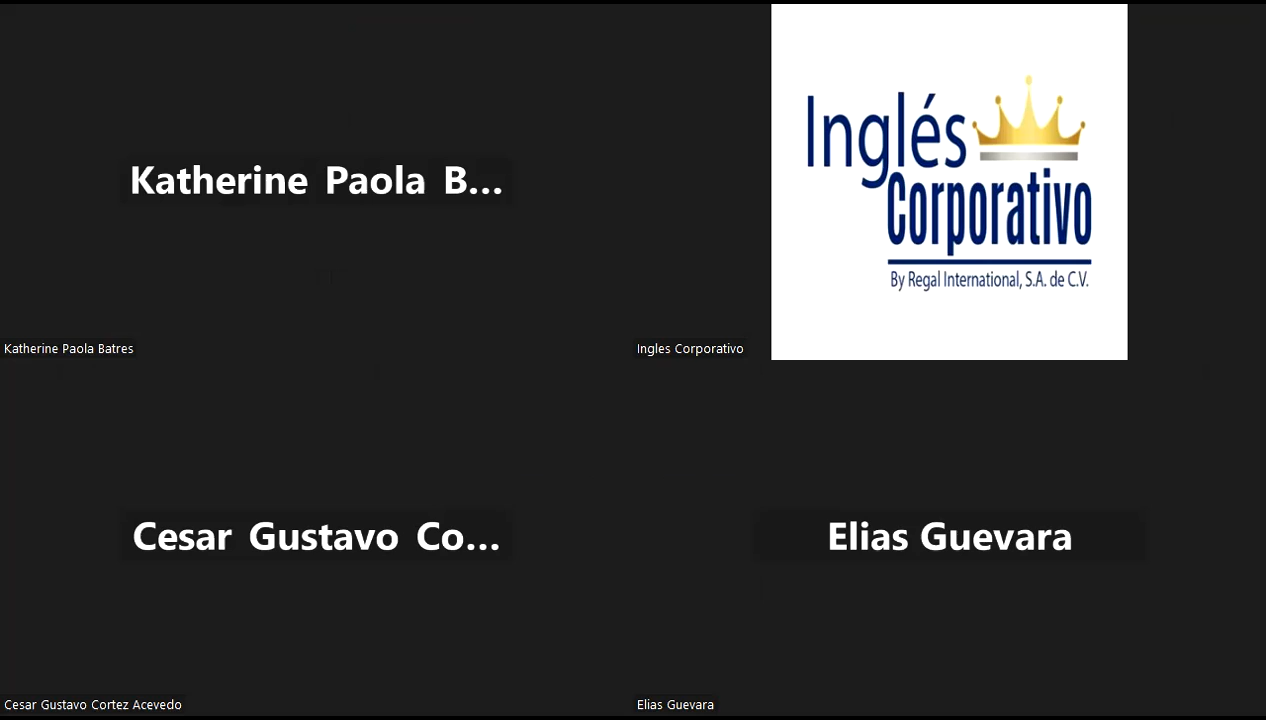 Katherine Paola B...
Katherine Paola Batres
Inglés
Corporativo
By Regal International, S.A. de C.V.
Ingles Corporativo
Cesar Gustavo Co...
Cesar Gustavo Cortez Acevedo
Elias Guevara
Elias Guevara